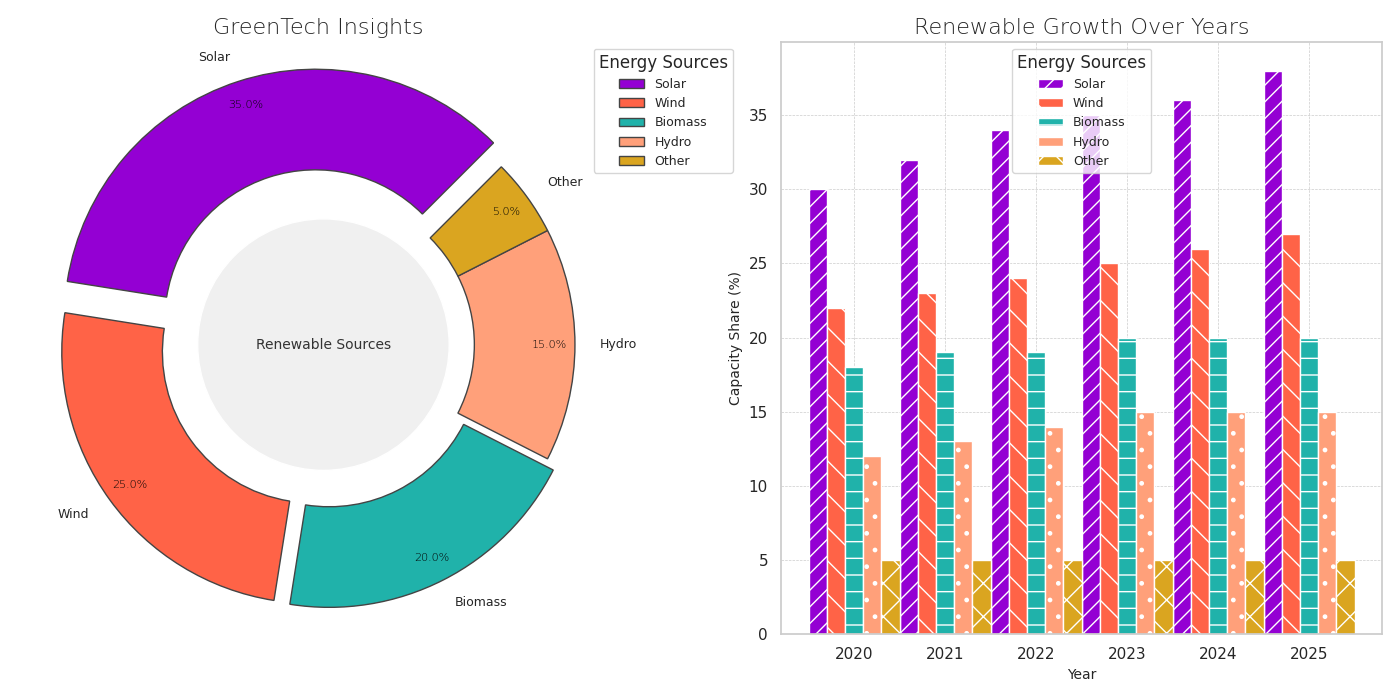 GreenTech Insights
Solar
35.0%
Other
5.0%
Renewable Sources
15.0%
Hydro
25.0%
Wind
20.0%
Biomass
Energy Sources
Solar
Wind
Biomass
Hydro
Other
Renewable Growth Over Years
Energy Sources
Solar
Wind
Biomass
Hydro
Other
Capacity Share (%)
35
30
25
20
15
10
5
0
2020
2021
2022
2023
2024
2025
Year